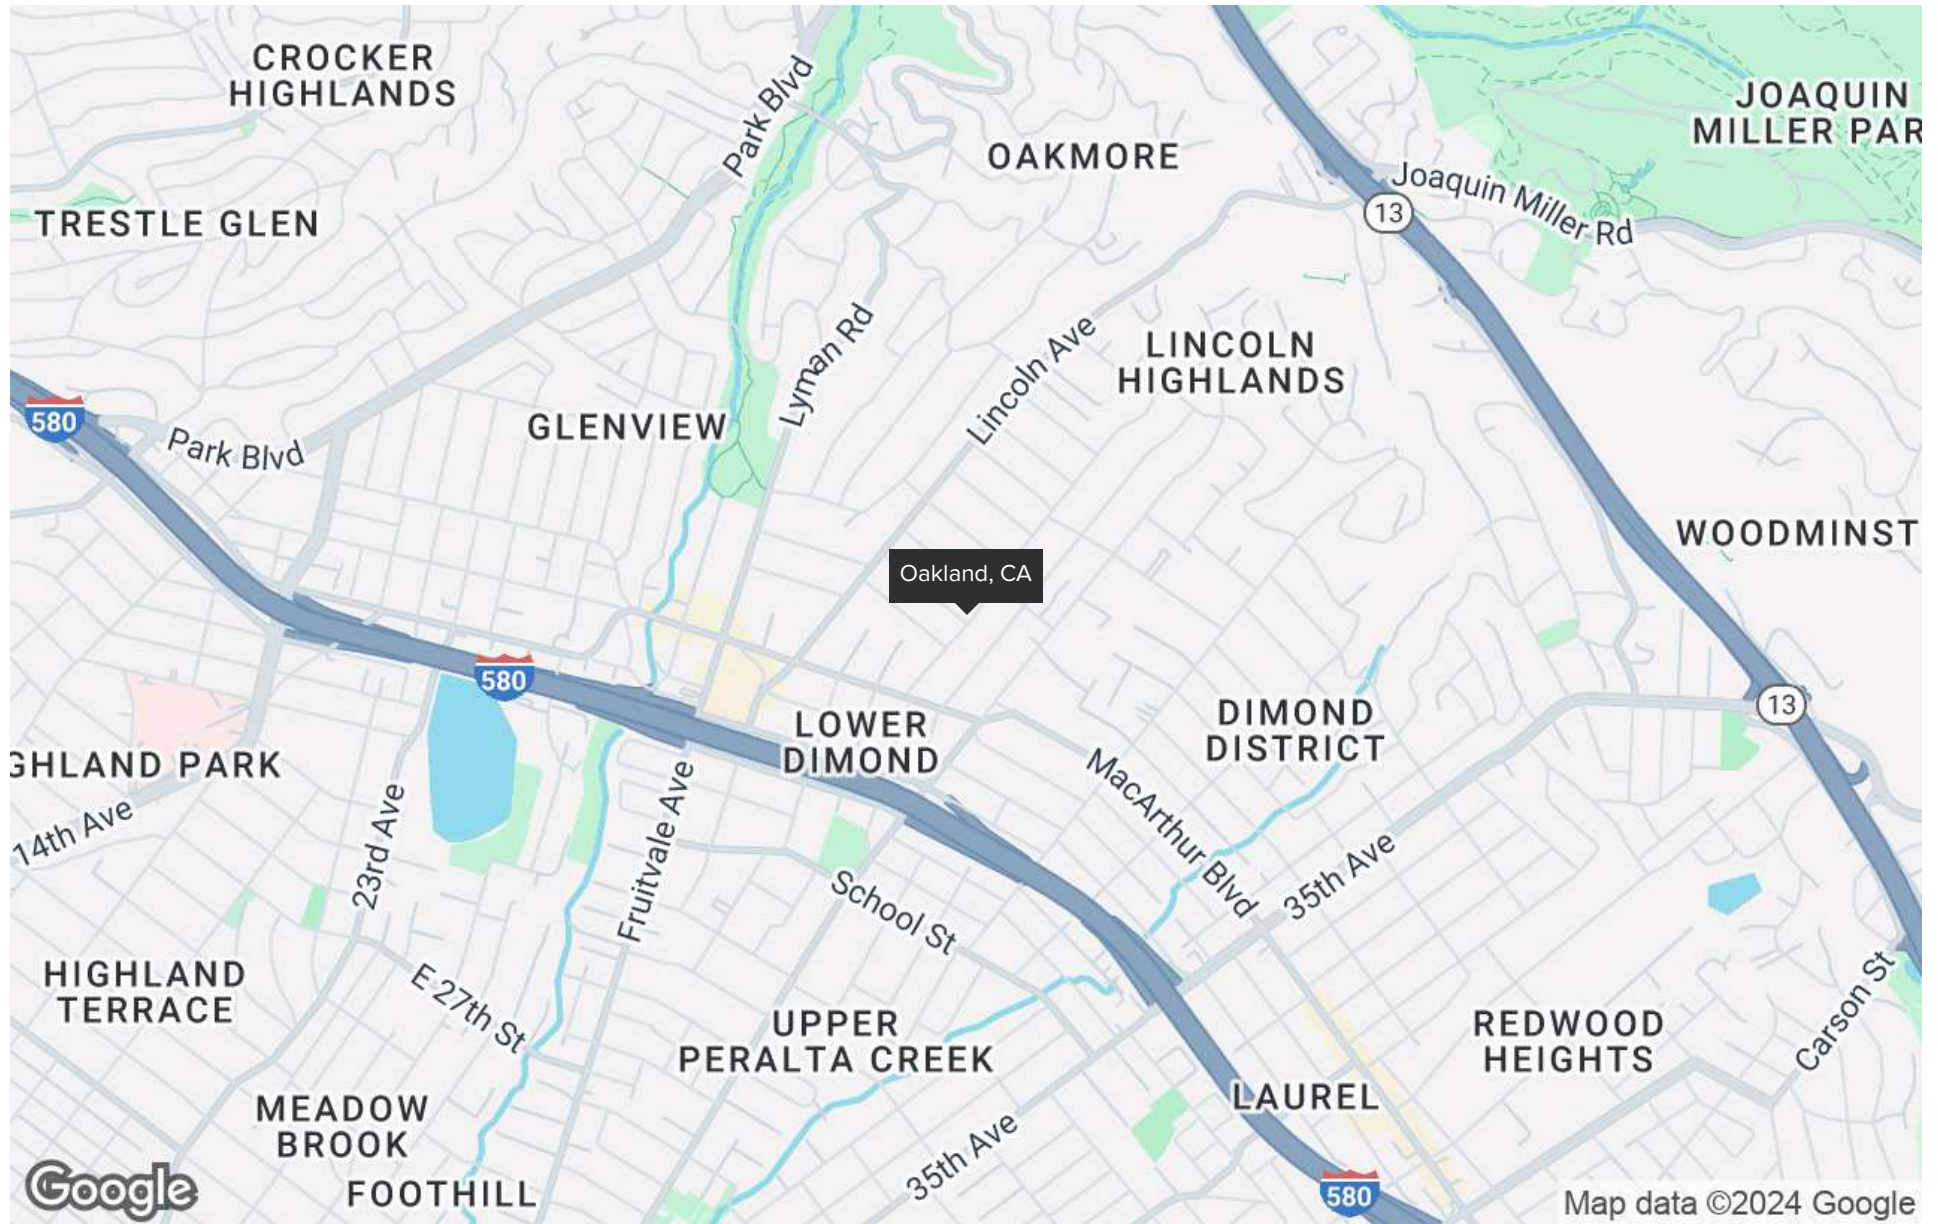 CROCKER
HIGHLANDS
Park Blvd
JOAQUIN
MILLER PAR
OAKMORE
Joaquin Miller Rd
13
TRESTLE GLEN
Lyman Rd
Lincoln Ave
LINCOLN
HIGHLANDS
580
Park Blvd
GLENVIEW
WOODMINST
Oakland, CA
580
13
LOWER
DIMOND
DIMOND
DISTRICT
GHLAND PARK
14th Ave
23rd Ave
Fruitvale Ave
MacArthur Blvd
35th Ave
School St
HIGHLAND
TERRACE
E 27th St
UPPER
PERALTA CREEK
REDWOOD
HEIGHTS
Carson St
MEADOW
BROOK
LAUREL
35th Ave
FOOTHILL
580
Google
Map data ©2024 Google